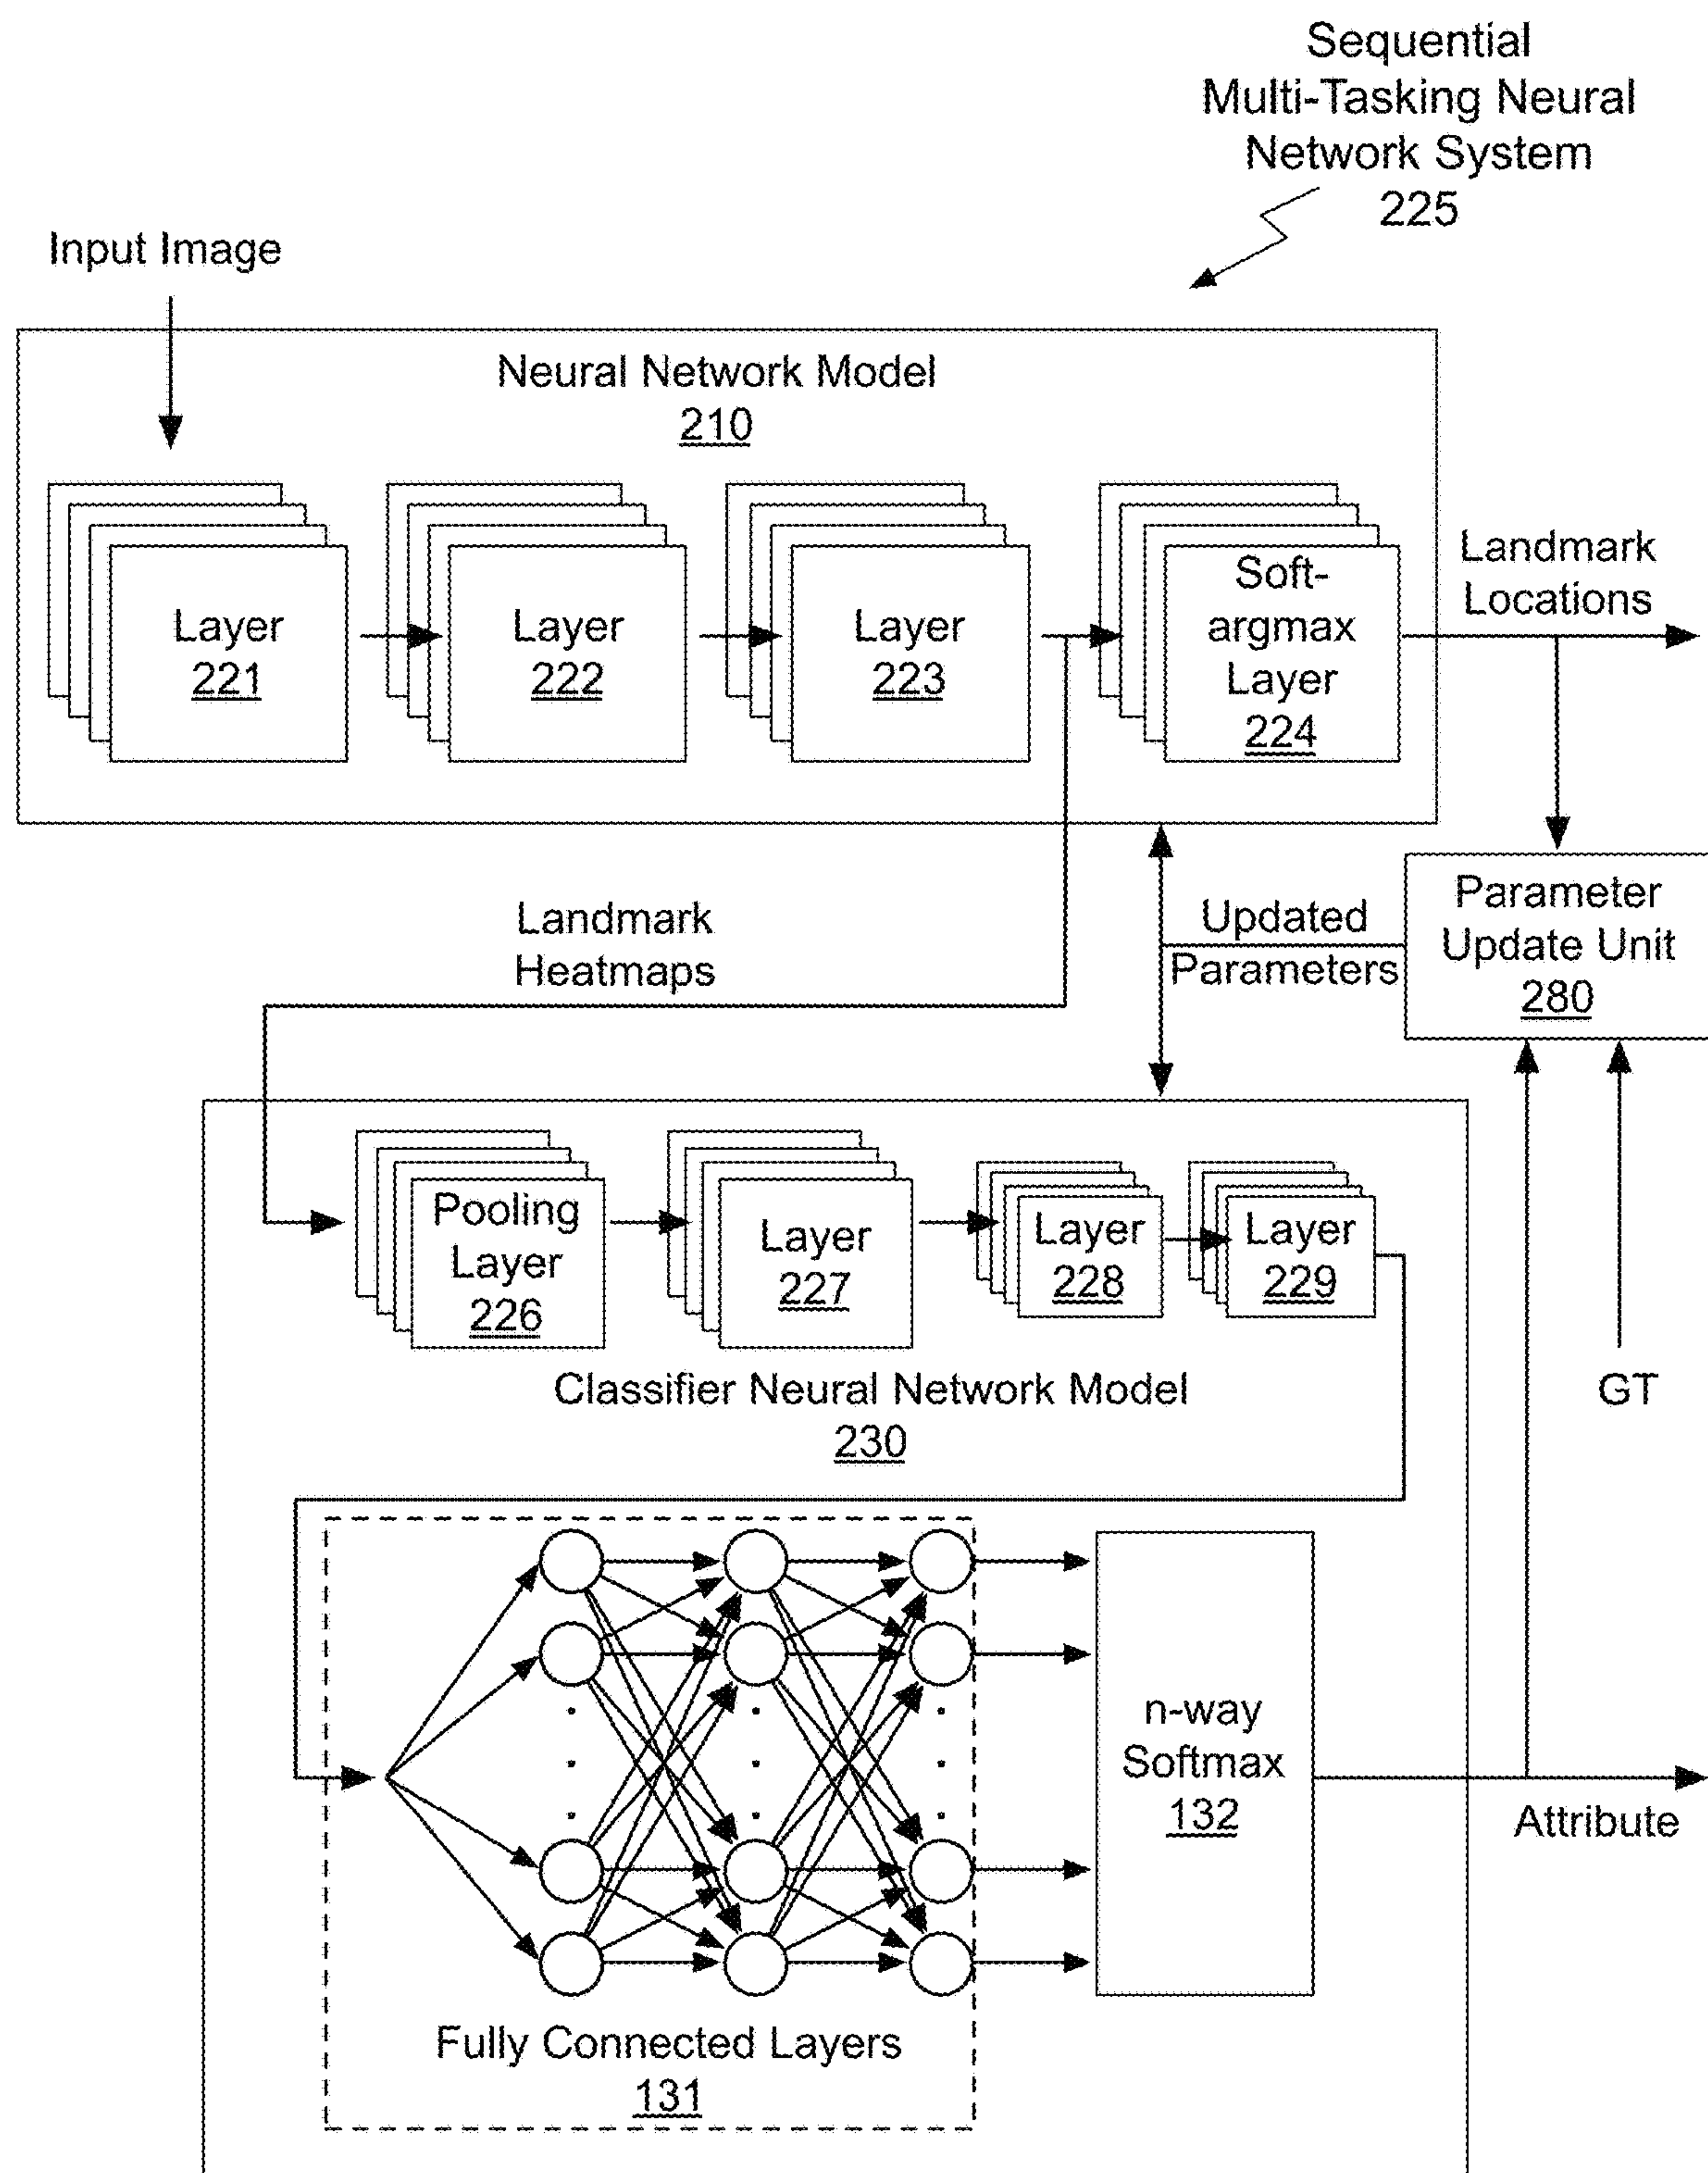 Sequential
Multi-Tasking Neural
Network System
225
Input Image
Neural Network Model
210
Layer
221
Layer
222
Layer
223
Soft-
argmax
Layer
224
Landmark
Locations
Landmark
Heatmaps
Updated
Parameters
Parameter
Update Unit
280
Pooling
Layer
226
Layer
227
Layer
228
Layer
229
GT
Classifier Neural Network Model
230
n-way
Softmax
132
Attribute
Fully Connected Layers
131